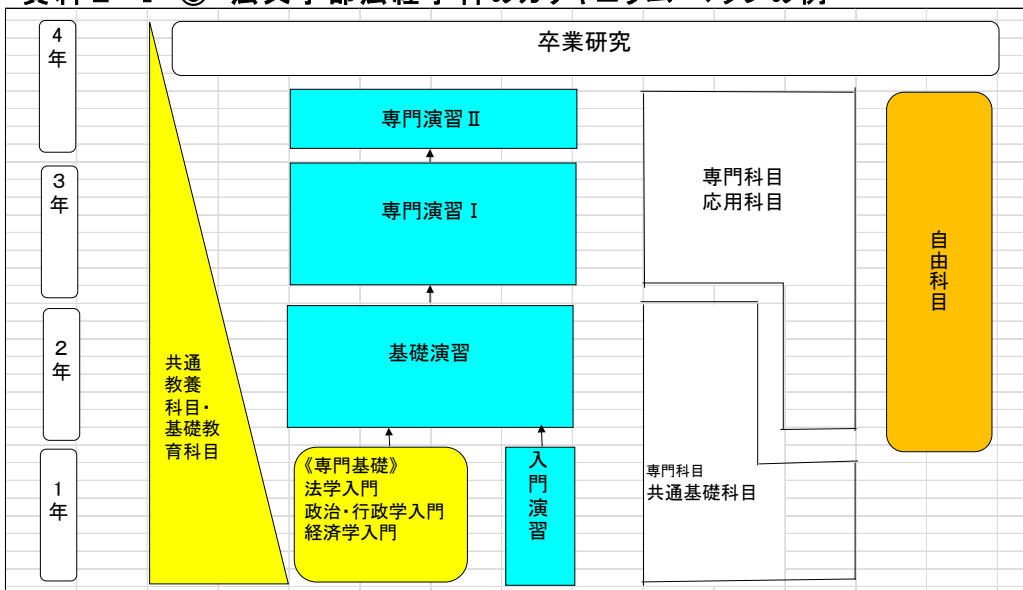 4
年
卒業研究
専門演習Ⅱ
3
年
専門演習Ⅰ
専門科目
応用科目
自
由
科
目
2
年
基礎演習
共通
教養
科目・
基礎教
育科目
1
年
《専門基礎》
法学入門
政治・行政学入門
経済学入門
入
門
演
習
専門科目
共通基礎科目